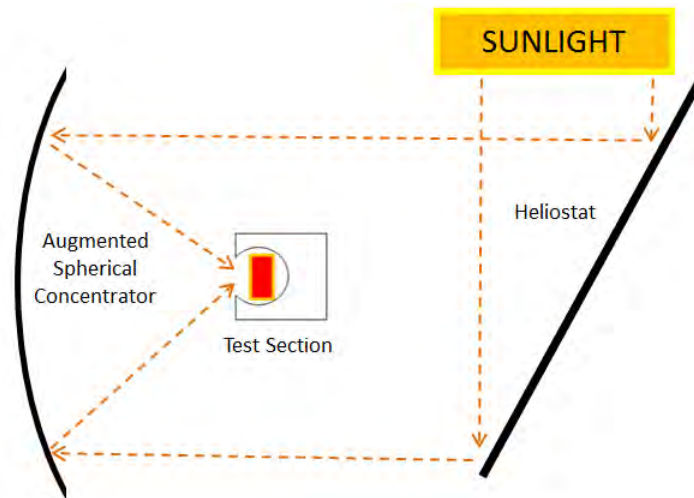 SUNLIGHT
Heliostat
Augmented
Spherical
Concentrator
Test Section